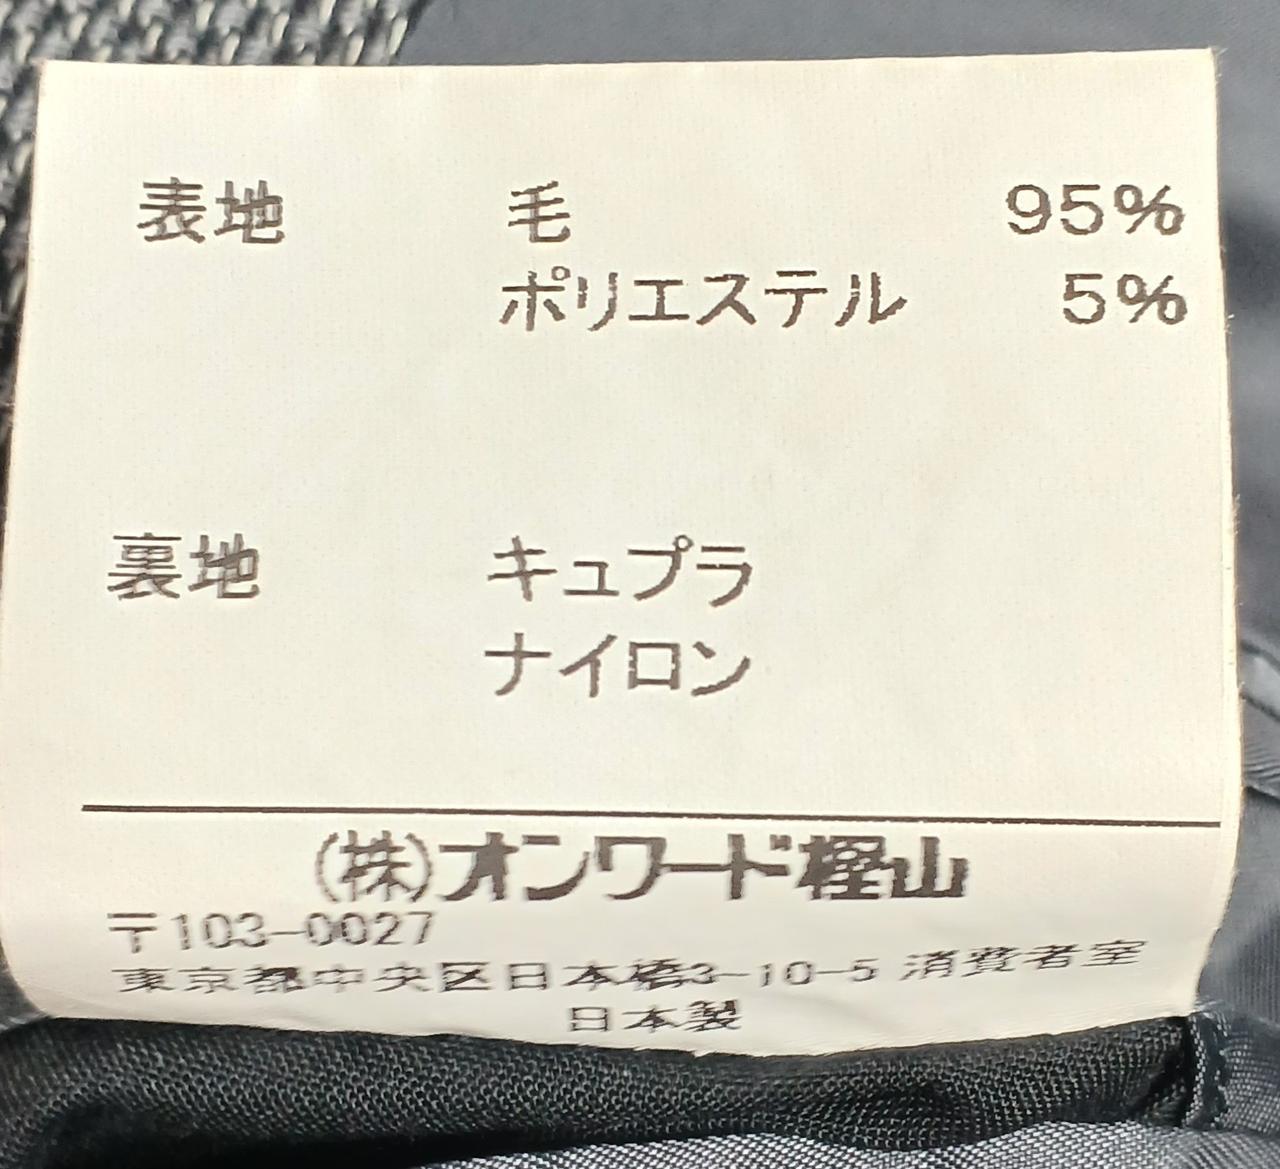 表地 毛 95%
ポリエステル 5%
裏地 キュプラ
ナイロン
(株)オンワード樫山
〒103-0027
東京都中央区日本橋3-10-5 消費者室
日本製